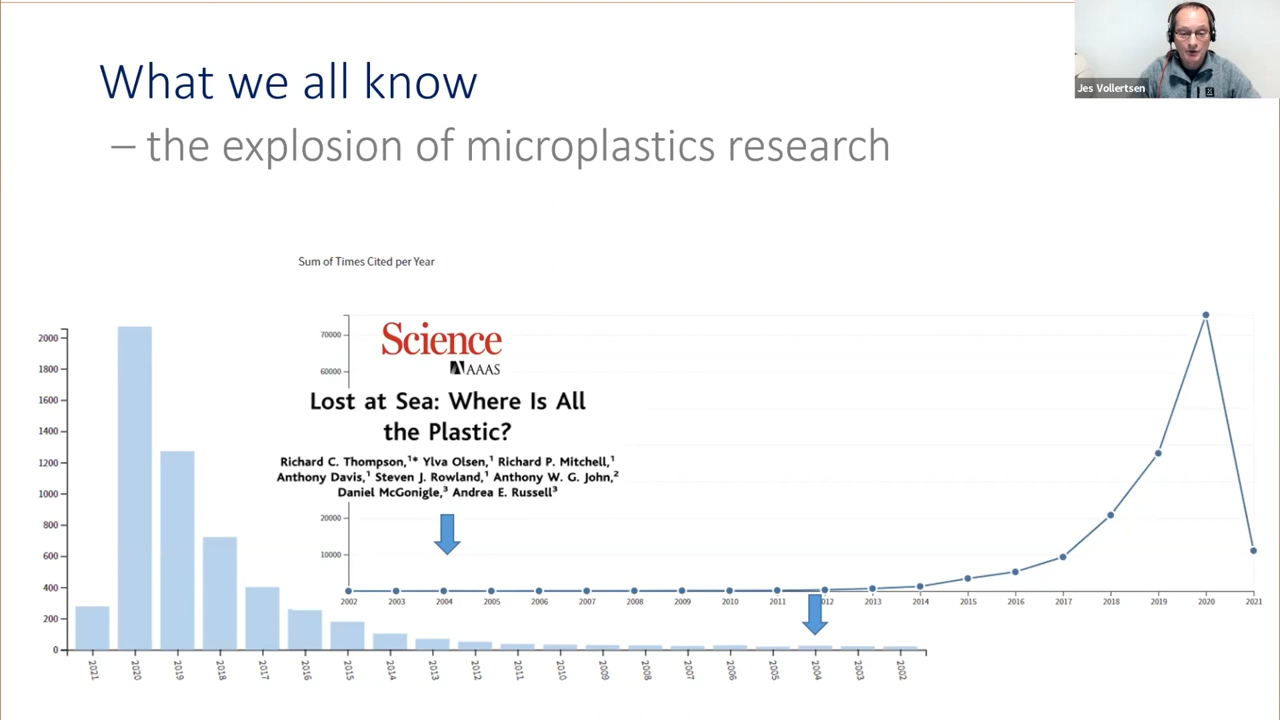 What we all know
– the explosion of microplastics research
Jes Vollertsen
Sum of Times Cited per Year
2000
1800
1600
1400
1200
1000
800
600
400
200
0
2021
2020
2019
2018
2017
2016
2015
2014
2013
2012
2011
2010
2009
2008
2007
2006
2005
2004
2003
2002
70000
60000
20000
10000
Science
AAAS
Lost at Sea: Where Is All
the Plastic?
Richard C. Thompson,¹* Ylva Olsen,¹ Richard P. Mitchell,¹
Anthony Davis,¹ Steven J. Rowland,¹ Anthony W. G. John,²
Daniel McGonigle,³ Andrea E. Russell³
2002 2003 2004 2005 2006 2007 2008 2009 2010 2011 2012 2013 2014 2015 2016 2017 2018 2019 2020 2021